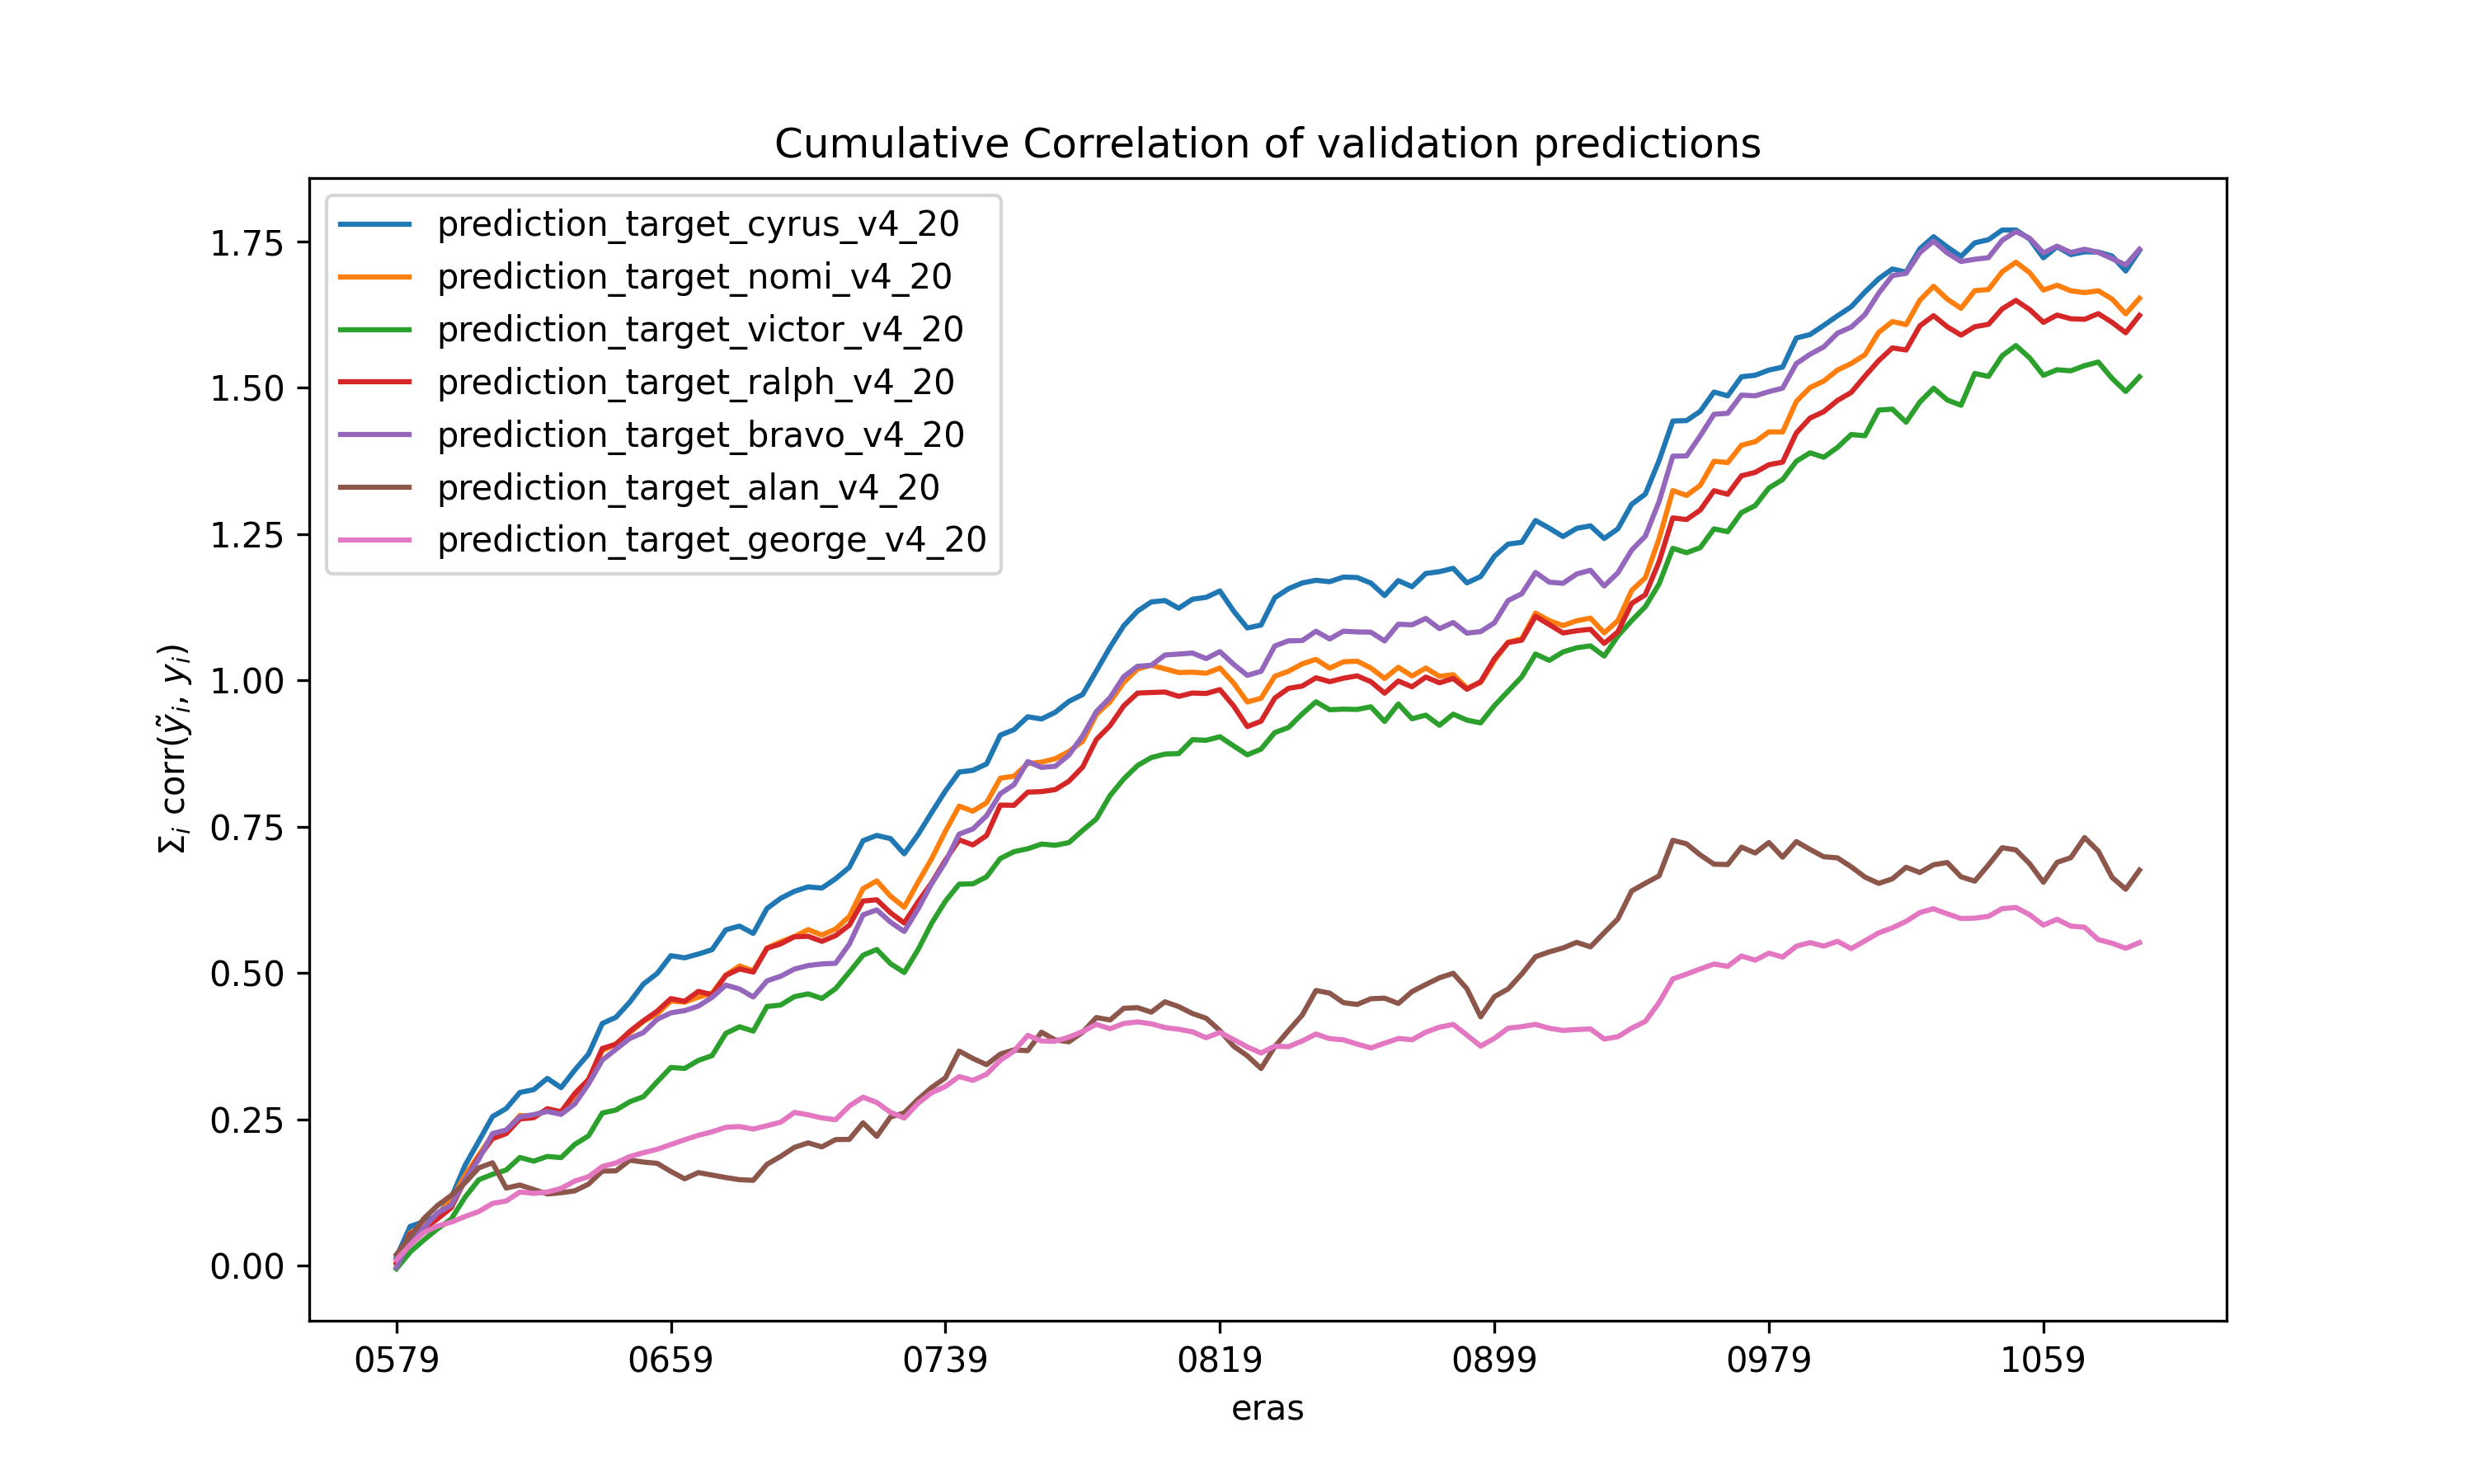 Cumulative Correlation of validation predictions
prediction_target_cyrus_v4_20
prediction_target_nomi_v4_20
prediction_target_victor_v4_20
prediction_target_ralph_v4_20
prediction_target_bravo_v4_20
prediction_target_alan_v4_20
prediction_target_george_v4_20
Σᵢ corr(ỹᵢ, yᵢ)
1.75
1.50
1.25
1.00
0.75
0.50
0.25
0.00
0579 0659 0739 0819 0899 0979 1059
eras